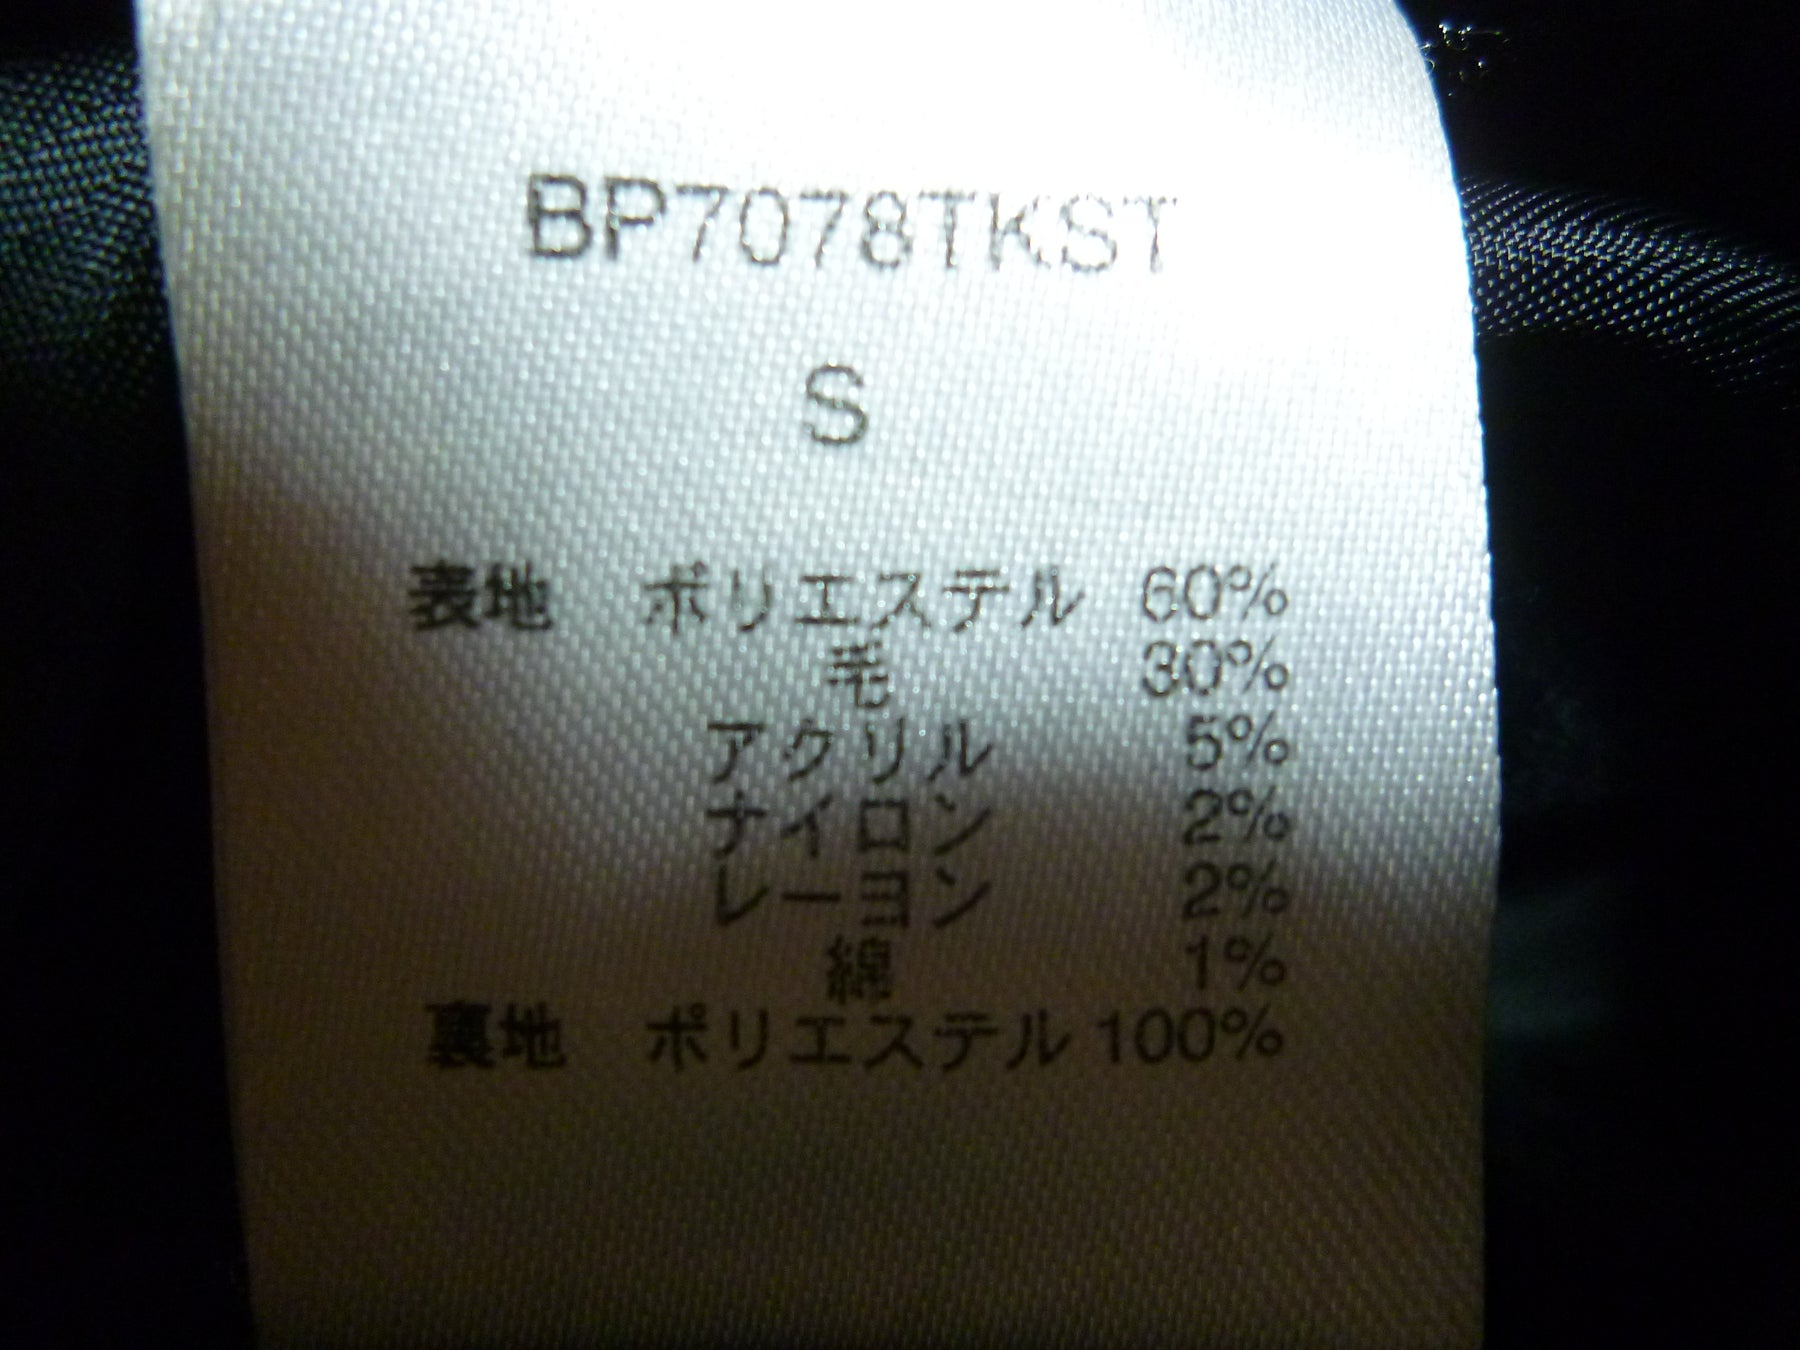 BP7078TKST
S
表地 ポリエステル 60%
毛 30%
アクリル 5%
ナイロン 2%
レーヨン 2%
綿 1%
裏地 ポリエステル 100%